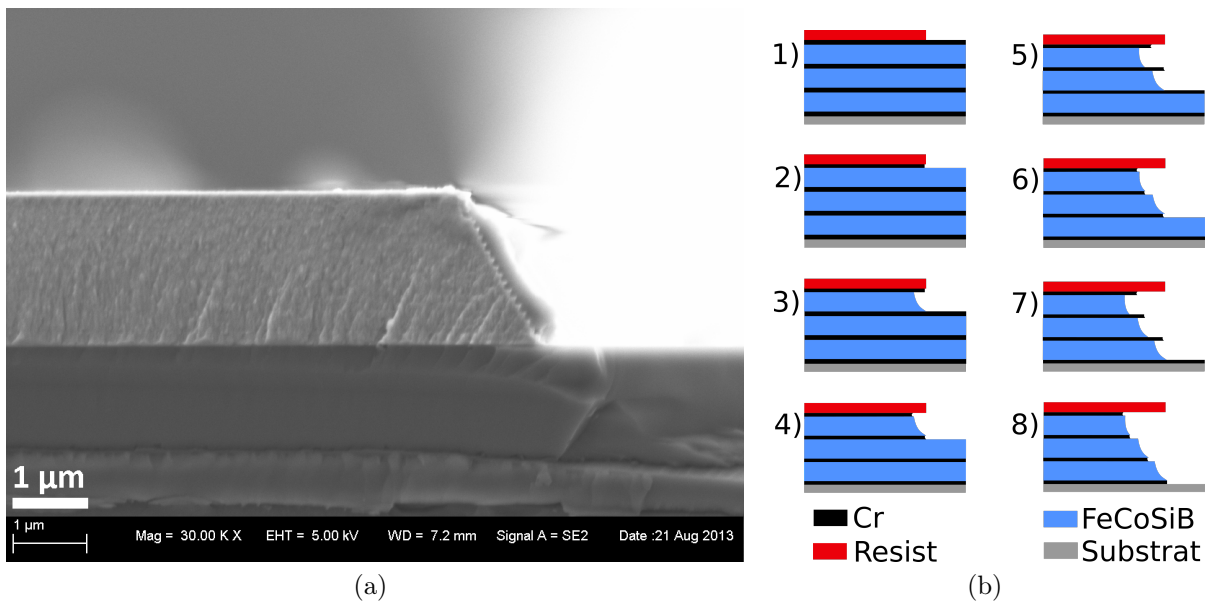 1 µm
1 µm
Mag = 30.00 K X EHT = 5.00 kV WD = 7.2 mm Signal A = SE2 Date :21 Aug 2013
(a)
1)
2)
3)
4)
5)
6)
7)
8)
Cr
Resist
FeCoSiB
Substrat
(b)